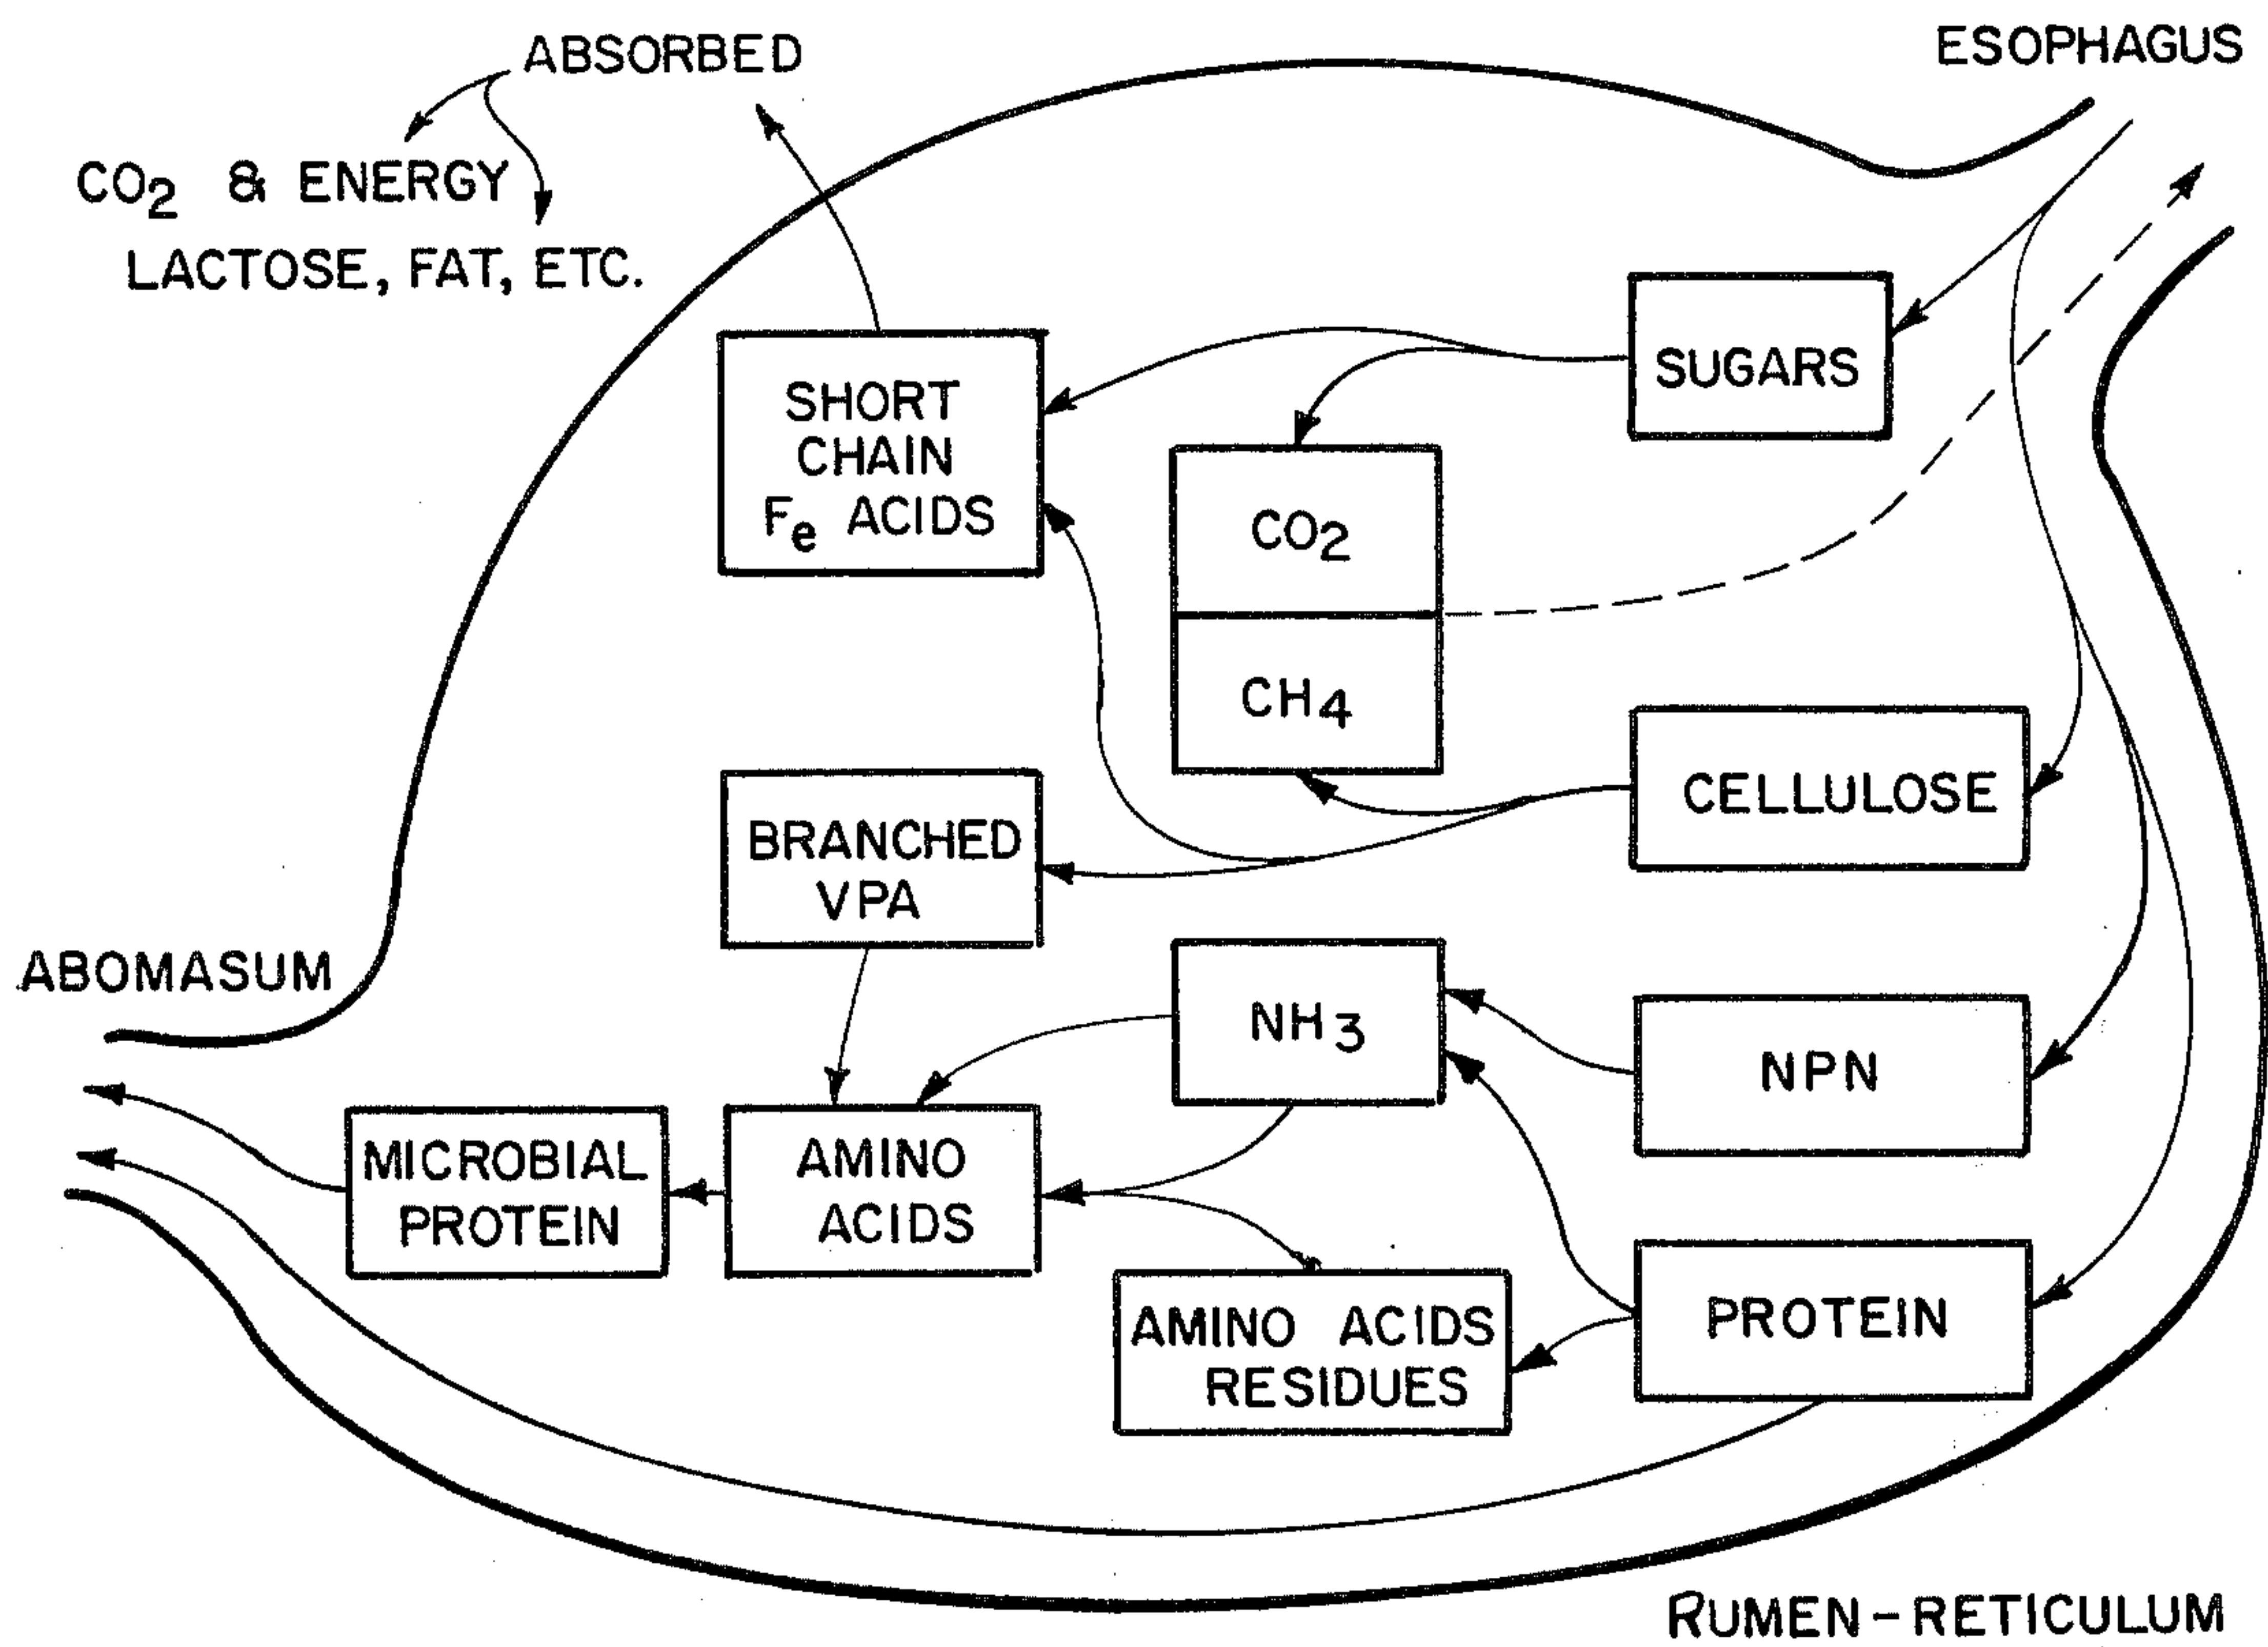 ABSORBED
ESOPHAGUS
CO2 & ENERGY
LACTOSE, FAT, ETC.
SUGARS
SHORT
CHAIN
Fe ACIDS
CO2
CH4
CELLULOSE
BRANCHED
VPA
ABOMASUM
NH3
NPN
MICROBIAL
PROTEIN
AMINO
ACIDS
AMINO ACIDS
RESIDUES
PROTEIN
RUMEN-RETICULUM